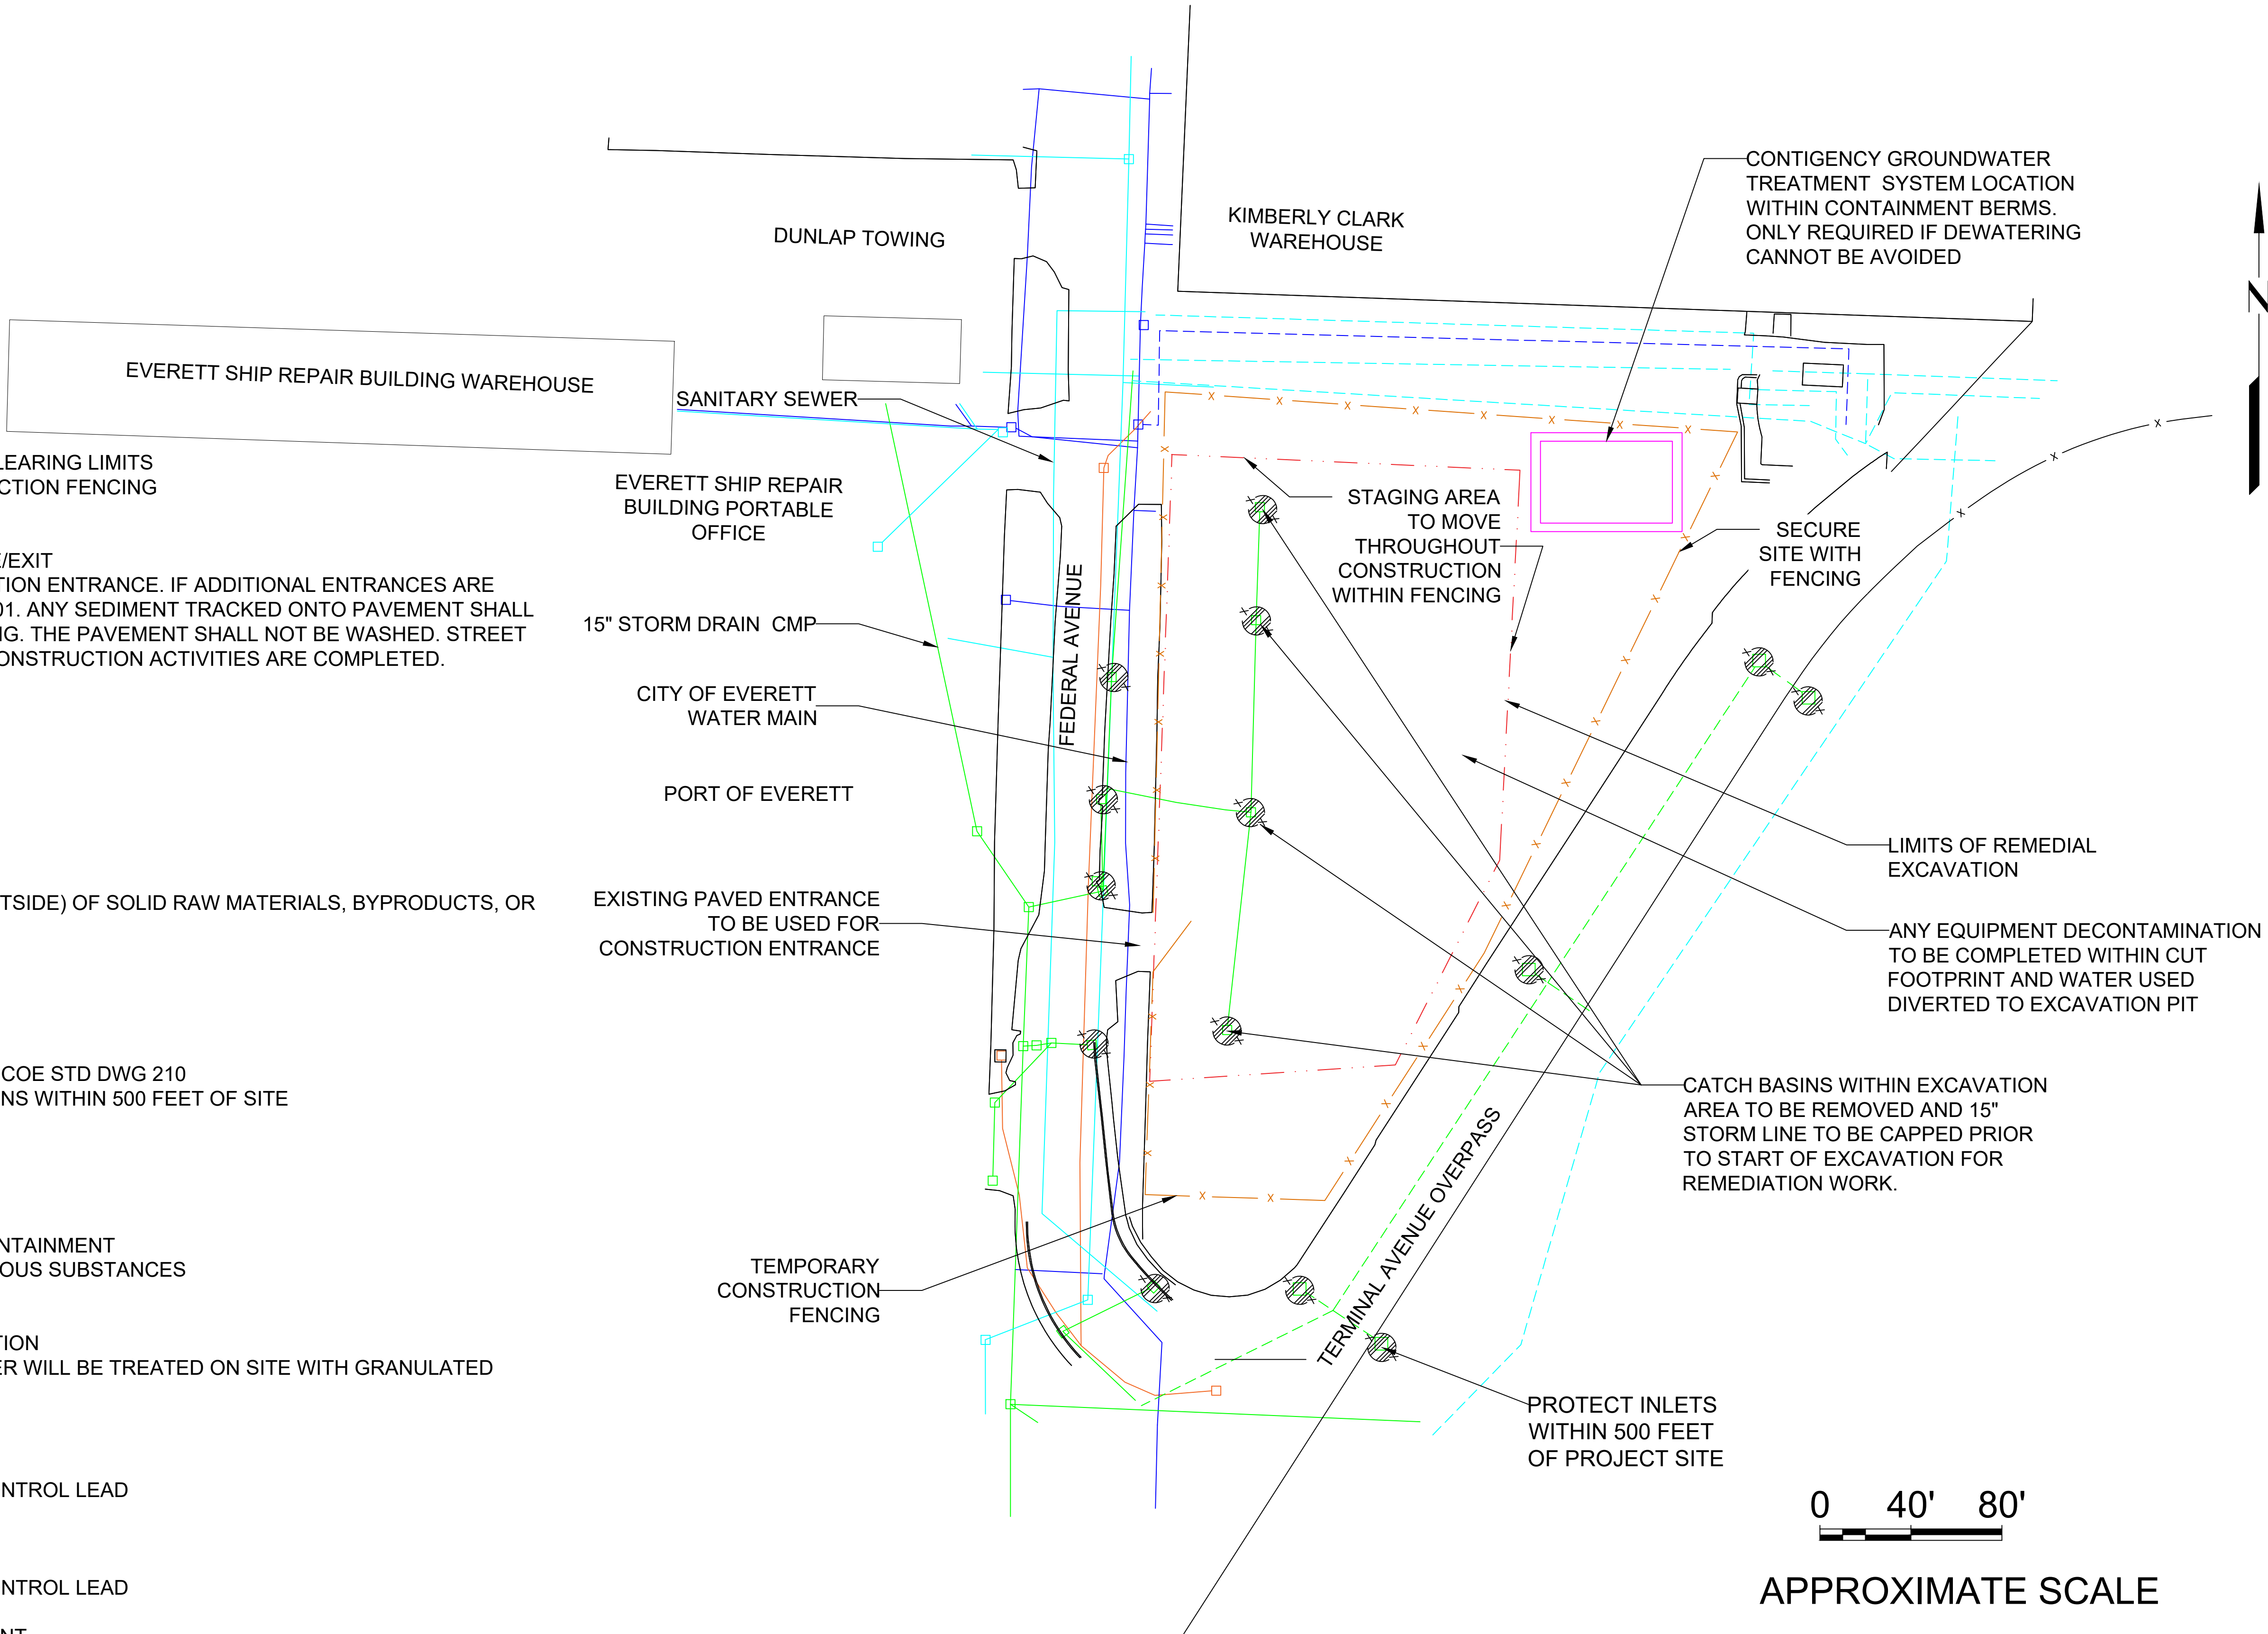 LEARING LIMITS
CTION FENCING
E/EXIT
TION ENTRANCE. IF ADDITIONAL ENTRANCES ARE
01. ANY SEDIMENT TRACKED ONTO PAVEMENT SHALL
NG. THE PAVEMENT SHALL NOT BE WASHED. STREET
ONSTRUCTION ACTIVITIES ARE COMPLETED.
TSIDE) OF SOLID RAW MATERIALS, BYPRODUCTS, OR
COE STD DWG 210
NS WITHIN 500 FEET OF SITE
NTAINMENT
OUS SUBSTANCES
TION
ER WILL BE TREATED ON SITE WITH GRANULATED
NTROL LEAD
NTROL LEAD
DUNLAP TOWING
EVERETT SHIP REPAIR BUILDING WAREHOUSE
SANITARY SEWER
EVERETT SHIP REPAIR
BUILDING PORTABLE
OFFICE
15" STORM DRAIN CMP
CITY OF EVERETT
WATER MAIN
PORT OF EVERETT
EXISTING PAVED ENTRANCE
TO BE USED FOR
CONSTRUCTION ENTRANCE
TEMPORARY
CONSTRUCTION
FENCING
FEDERAL AVENUE
KIMBERLY CLARK
WAREHOUSE
STAGING AREA
TO MOVE
THROUGHOUT
CONSTRUCTION
WITHIN FENCING
CONTIGENCY GROUNDWATER
TREATMENT SYSTEM LOCATION
WITHIN CONTAINMENT BERMS.
ONLY REQUIRED IF DEWATERING
CANNOT BE AVOIDED
N
SECURE
SITE WITH
FENCING
LIMITS OF REMEDIAL
EXCAVATION
ANY EQUIPMENT DECONTAMINATION
TO BE COMPLETED WITHIN CUT
FOOTPRINT AND WATER USED
DIVERTED TO EXCAVATION PIT
CATCH BASINS WITHIN EXCAVATION
AREA TO BE REMOVED AND 15"
STORM LINE TO BE CAPPED PRIOR
TO START OF EXCAVATION FOR
REMEDIATION WORK.
TERMINAL AVENUE OVERPASS
PROTECT INLETS
WITHIN 500 FEET
OF PROJECT SITE
0 40' 80'
APPROXIMATE SCALE